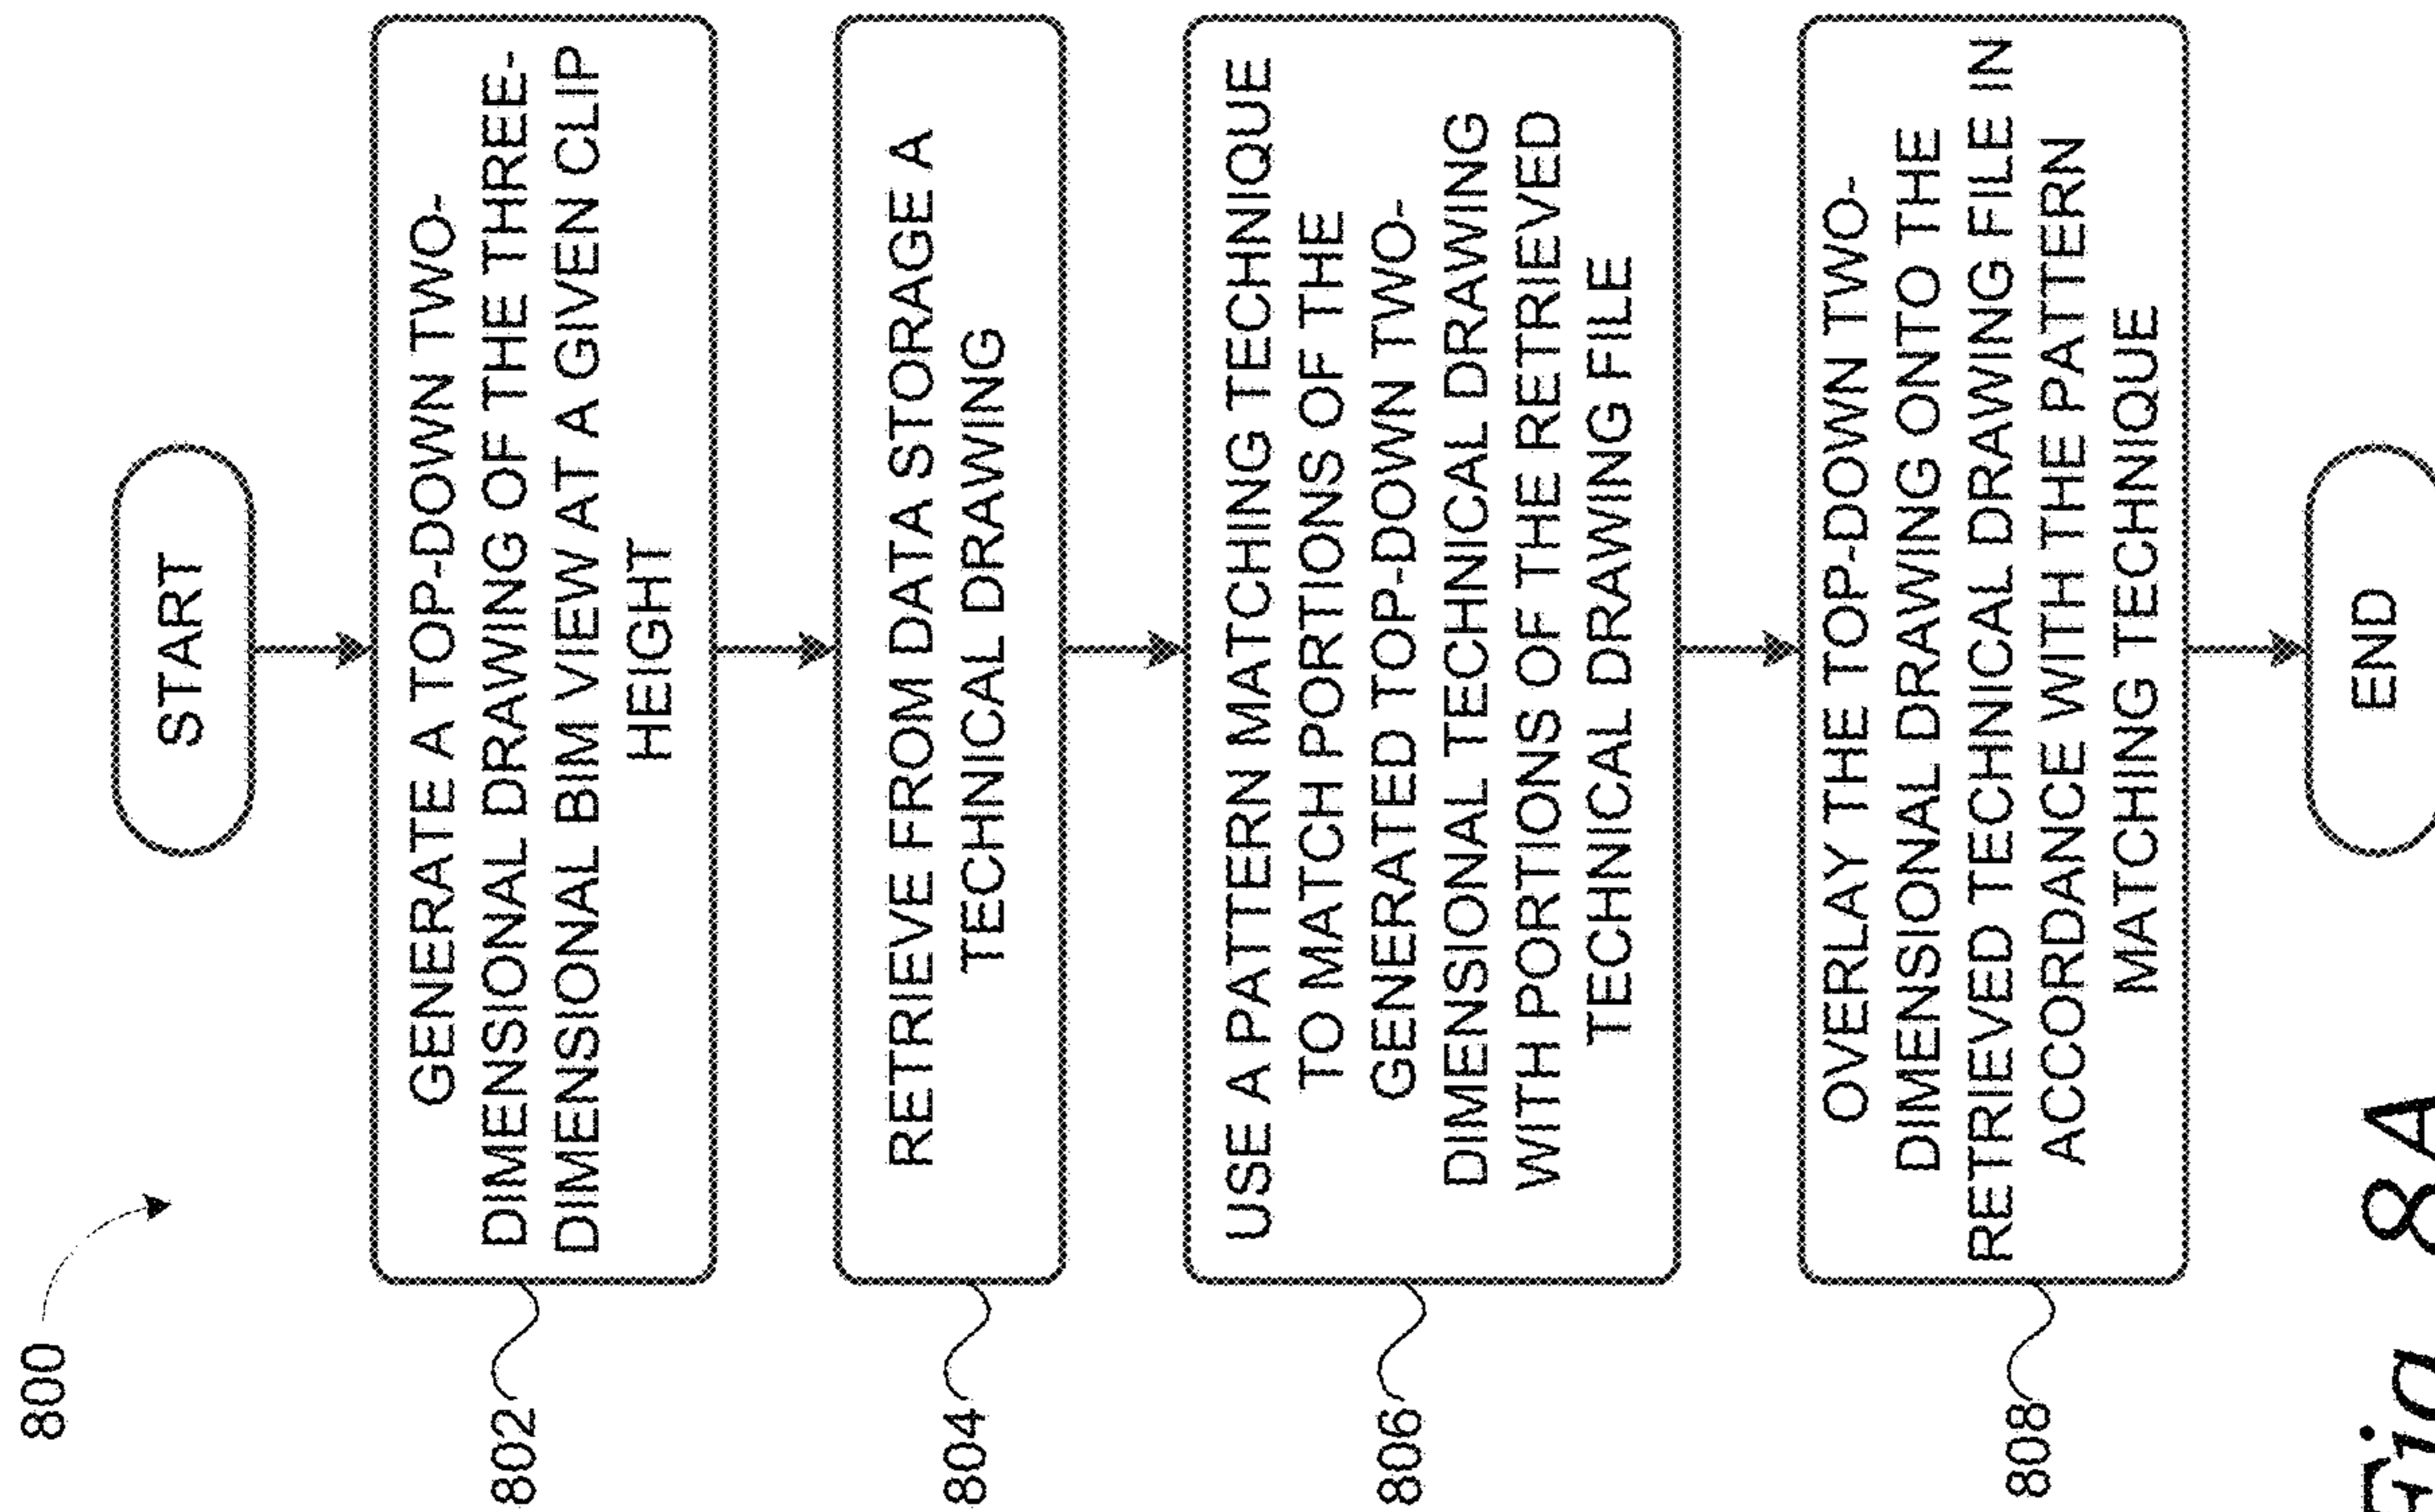 800
START
802
GENERATE A TOP-DOWN TWO-
DIMENSIONAL DRAWING OF THE THREE-
DIMENSIONAL BIM VIEW AT A GIVEN CLIP
HEIGHT
804
RETRIEVE FROM DATA STORAGE A
TECHNICAL DRAWING
806
USE A PATTERN MATCHING TECHNIQUE
TO MATCH PORTIONS OF THE
GENERATED TOP-DOWN TWO-
DIMENSIONAL TECHNICAL DRAWING
WITH PORTIONS OF THE RETRIEVED
TECHNICAL DRAWING FILE
808
OVERLAY THE TOP-DOWN TWO-
DIMENSIONAL DRAWING ONTO THE
RETRIEVED TECHNICAL DRAWING FILE IN
ACCORDANCE WITH THE PATTERN
MATCHING TECHNIQUE
END
Fig. 8A